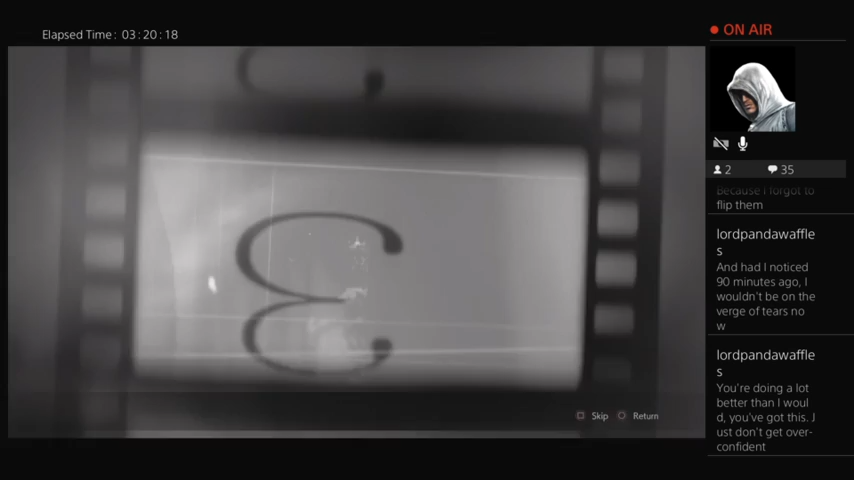 Elapsed Time: 03:20:18
ON AIR
2
35
Because I forgot to
flip them
lordpandawaffle
s
And had I noticed
90 minutes ago, I
wouldn't be on the
verge of tears no
w
lordpandawaffle
s
You're doing a lot
better than I woul
d, you've got this. J
ust don't get over-
confident
Skip
Return